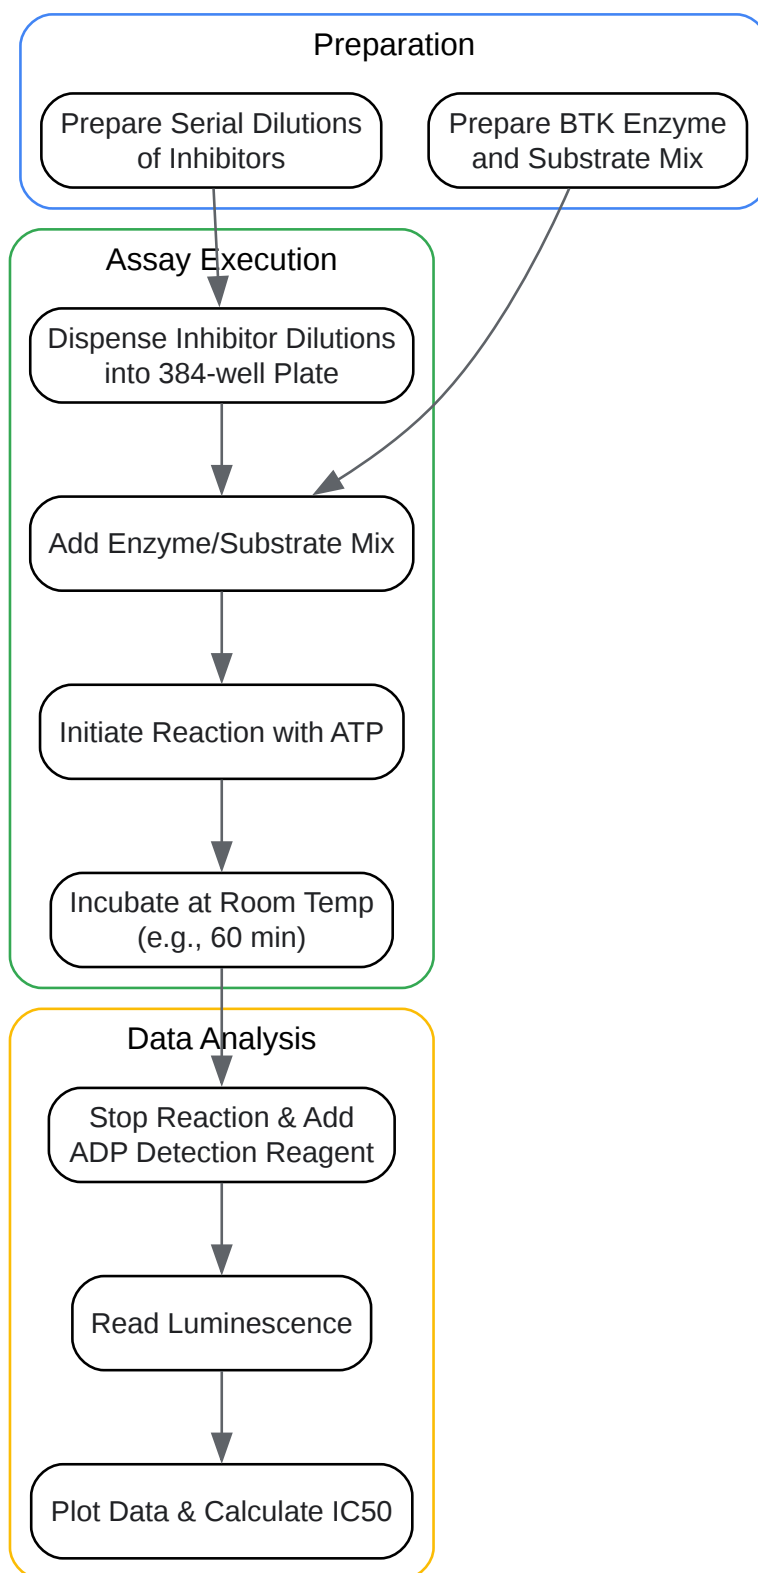 Preparation
Prepare Serial Dilutions
of Inhibitors
Prepare BTK Enzyme
and Substrate Mix
Assay Execution
Dispense Inhibitor Dilutions
into 384-well Plate
Add Enzyme/Substrate Mix
Initiate Reaction with ATP
Incubate at Room Temp
(e.g., 60 min)
Data Analysis
Stop Reaction & Add
ADP Detection Reagent
Read Luminescence
Plot Data & Calculate IC50